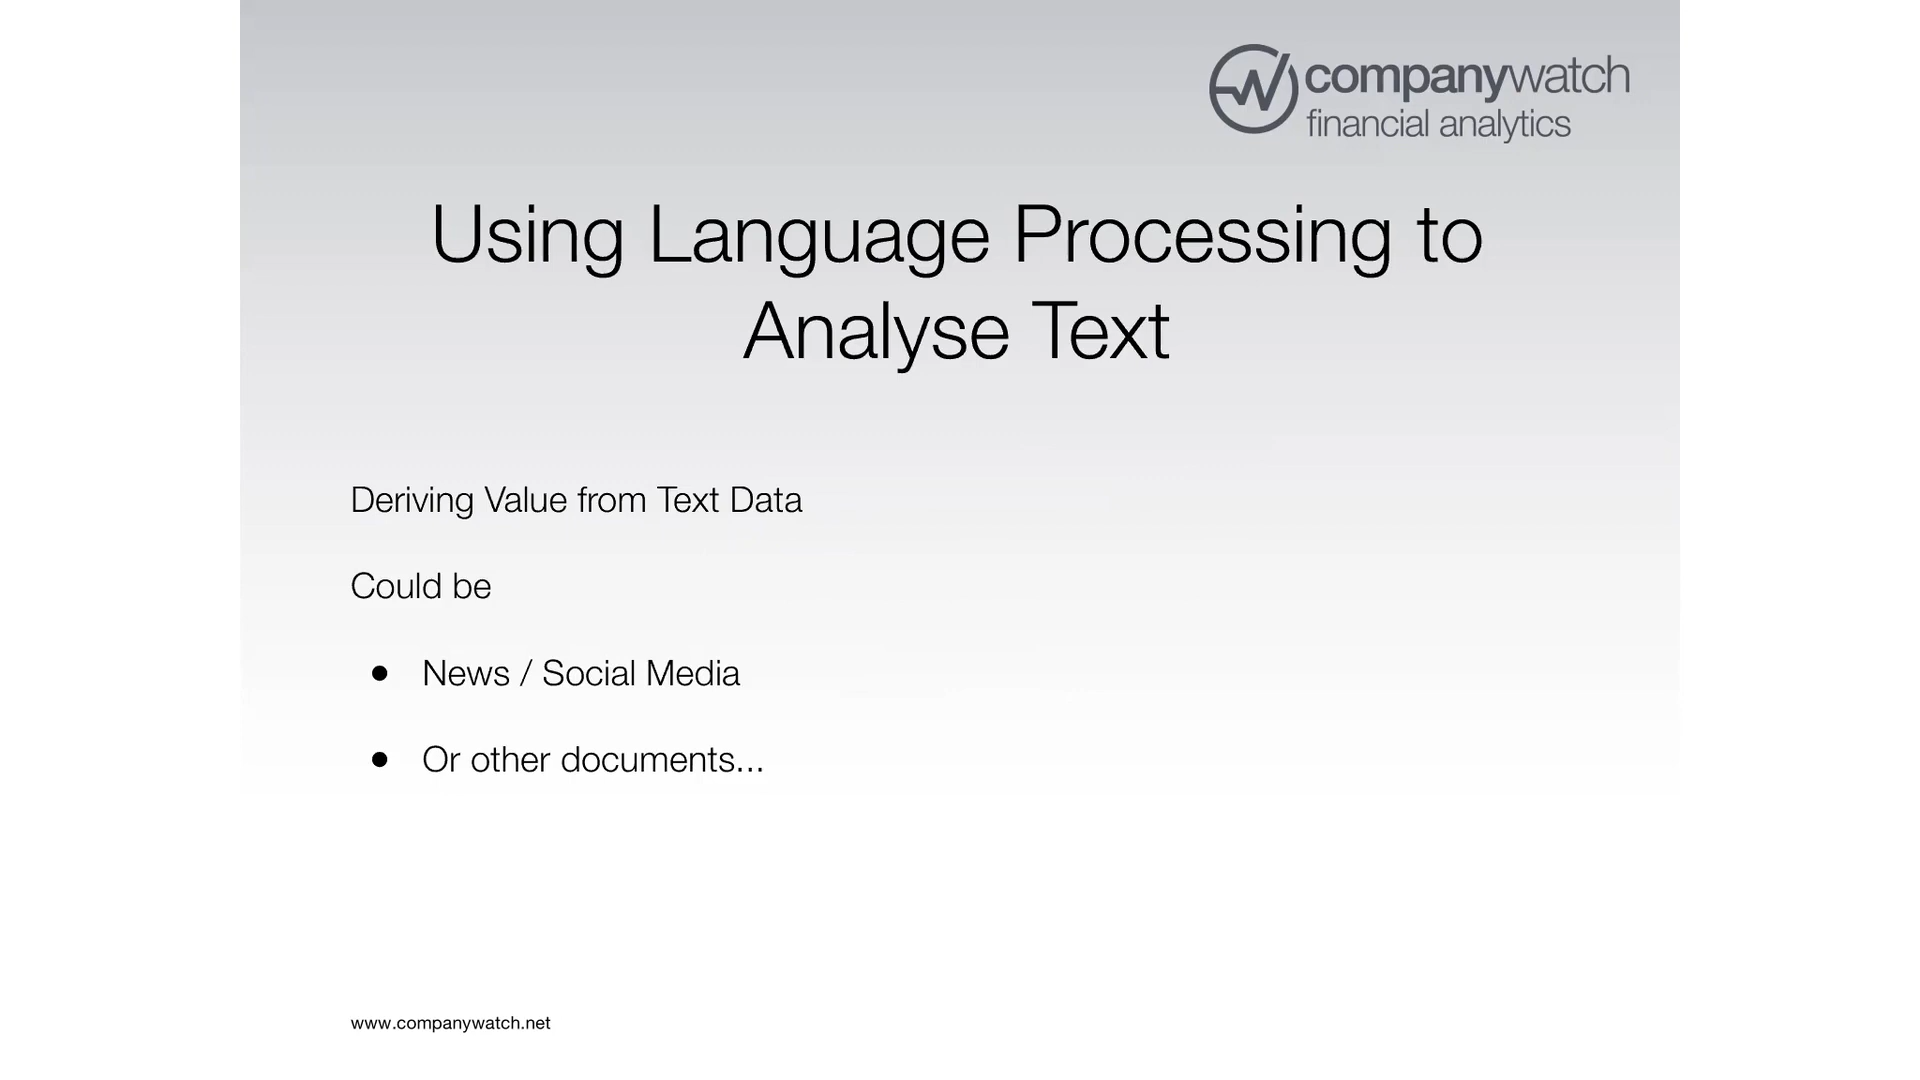 companywatch
financial analytics
Using Language Processing to
Analyse Text
Deriving Value from Text Data
Could be
● News / Social Media
● Or other documents...
www.companywatch.net